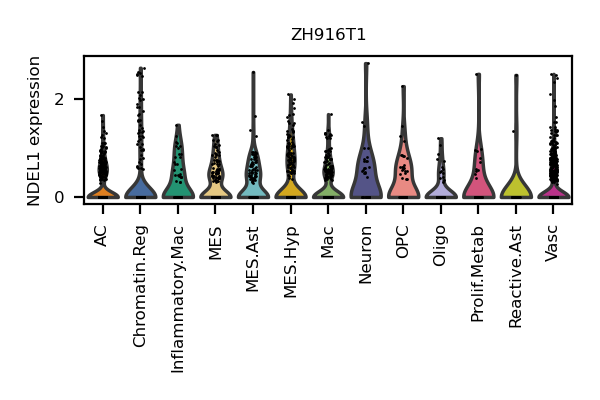 ZH916T1
NDEL1 expression
2
0
AC
Chromatin.Reg
Inflammatory.Mac
MES
MES.Ast
MES.Hyp
Mac
Neuron
OPC
Oligo
Prolif.Metab
Reactive.Ast
Vasc